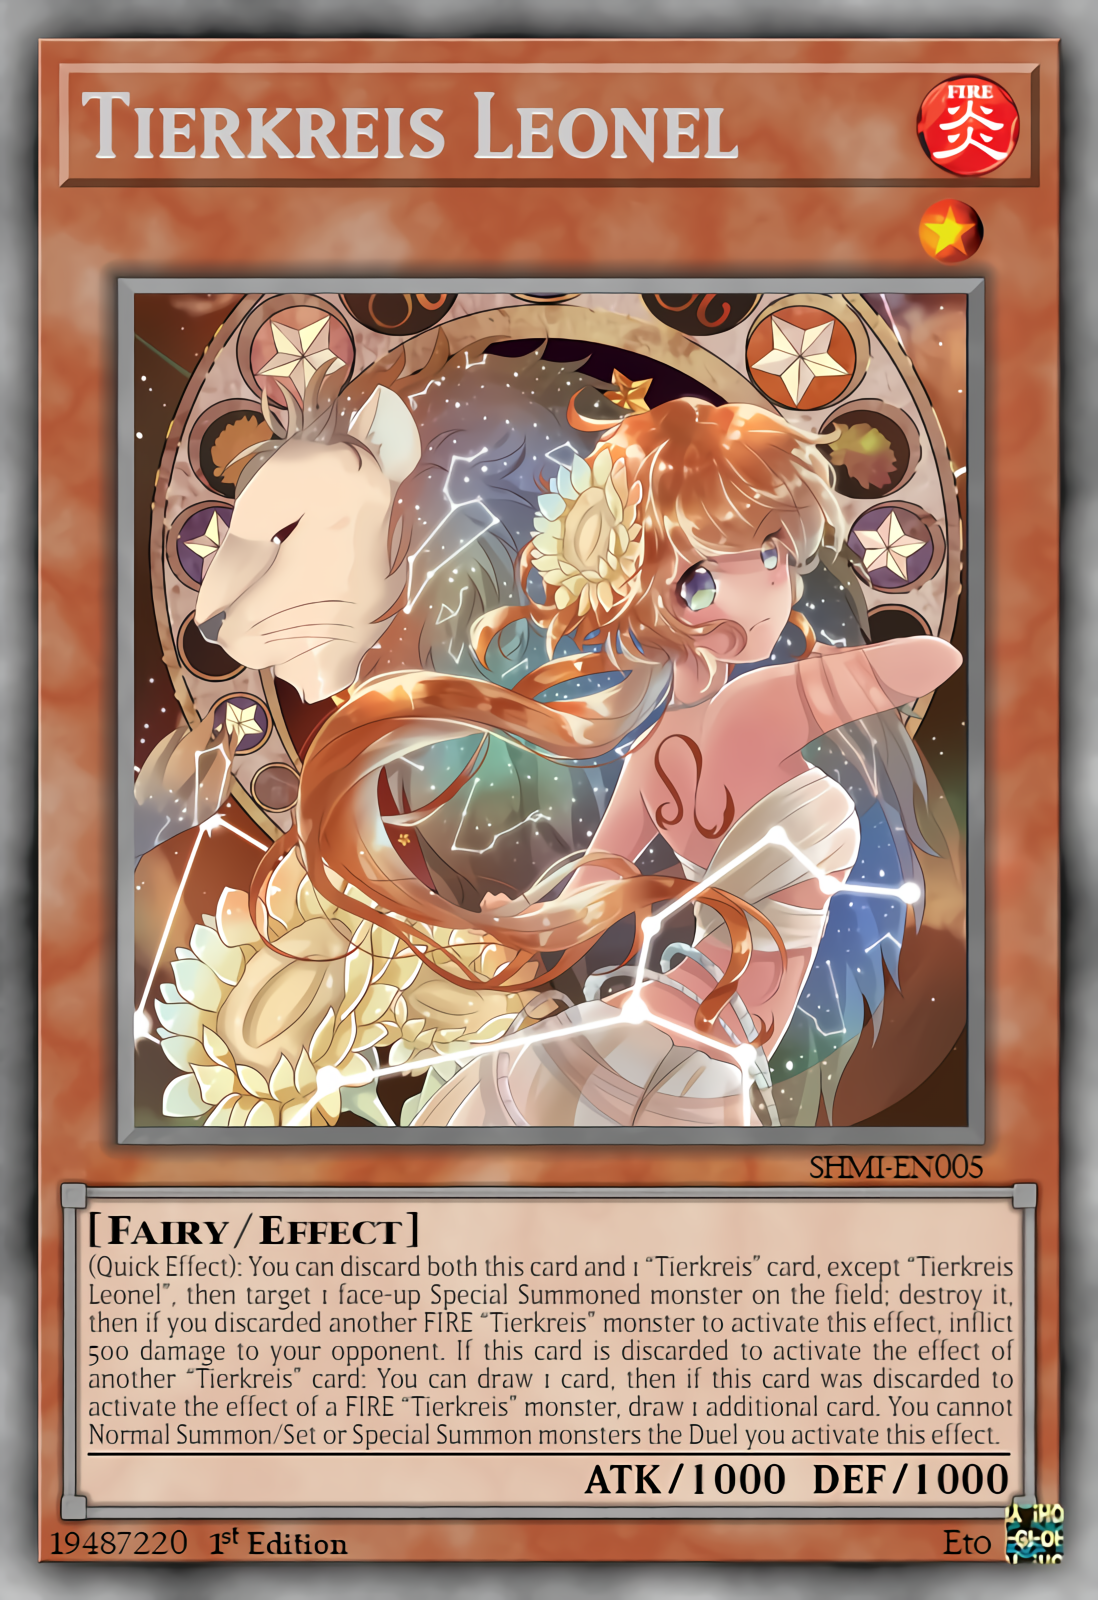 Tierkreis Leonel
FIRE
炎
SHMI-EN005
[Fairy/Effect]
(Quick Effect): You can discard both this card and 1 “Tierkreis” card, except “Tierkreis
Leonel”, then target 1 face-up Special Summoned monster on the field; destroy it,
then if you discarded another FIRE “Tierkreis” monster to activate this effect, inflict
500 damage to your opponent. If this card is discarded to activate the effect of
another “Tierkreis” card: You can draw 1 card, then if this card was discarded to
activate the effect of a FIRE “Tierkreis” monster, draw 1 additional card. You cannot
Normal Summon/Set or Special Summon monsters the Duel you activate this effect.
ATK/1000 DEF/1000
19487220 1st Edition
Eto